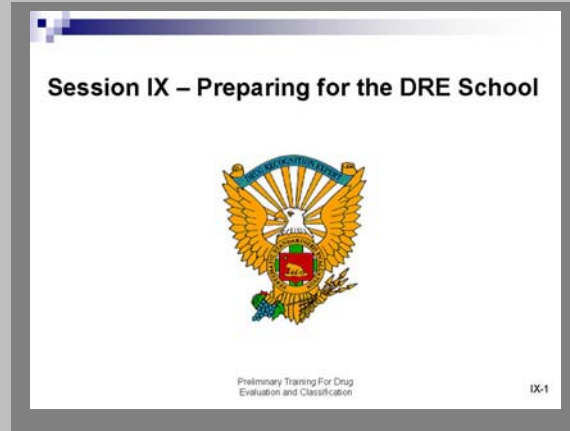 Session IX – Preparing for the DRE School
DRUG RECOGNITION EXPERT
Preliminary Training For Drug
Evaluation and Classification
IX-1